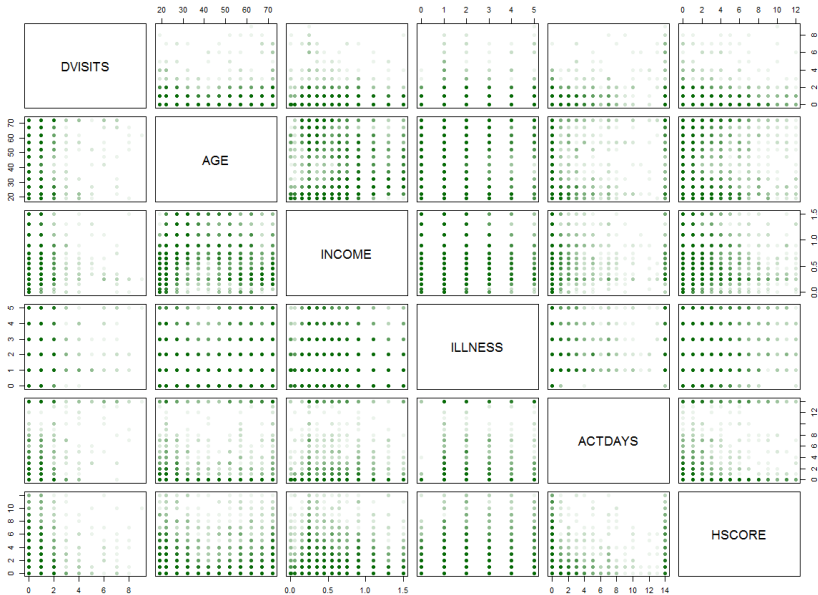 20 30 40 50 60 70
0 1 2 3 4 5
0 2 4 6 8 10 12
DVISITS
0 2 4 6 8
20 30 40 50 60 70
AGE
INCOME
0.0 0.5 1.0 1.5
0 1 2 3 4 5
ILLNESS
ACTDAYS
0 2 4 6 8 12
0 2 4 6 8 10
HSCORE
0 2 4 6 8
0.0 0.5 1.0 1.5
0 2 4 6 8 10 14